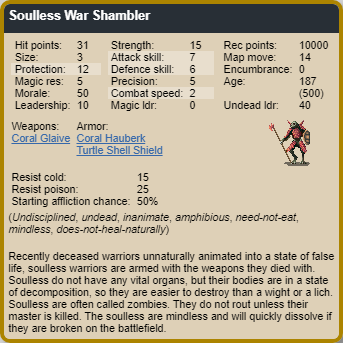 Soulless War Shambler
Hit points: 31 Strength: 15 Rec points: 10000
Size: 3 Attack skill: 7 Map move: 14
Protection: 12 Defence skill: 6 Encumbrance: 0
Magic res: 5 Precision: 5 Age: 187
Morale: 50 Combat speed: 2 (500)
Leadership: 10 Magic ldr: 0 Undead ldr: 40
Weapons: Armor:
Coral Glaive Coral Hauberk
Turtle Shell Shield
Resist cold: 15
Resist poison: 25
Starting affliction chance: 50%
(Undisciplined, undead, inanimate, amphibious, need-not-eat,
mindless, does-not-heal-naturally)
Recently deceased warriors unnaturally animated into a state of false
life, soulless warriors are armed with the weapons they died with.
Soulless do not have any vital organs, but their bodies are in a state
of decomposition, so they are easier to destroy than a wight or a lich.
Soulless are often called zombies. They do not rout unless their
master is killed. The soulless are mindless and will quickly dissolve if
they are broken on the battlefield.